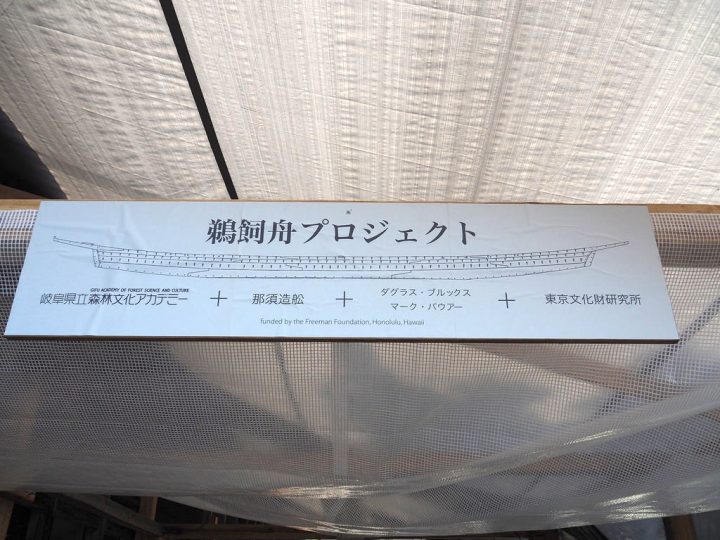 鵜飼舟プロジェクト
GIFU ACADEMY OF FOREST SCIENCE AND CULTURE
岐阜県立森林文化アカデミー + 那須造舩 + ダグラス・ブルックス
マーク・バウアー + 東京文化財研究所
funded by the Freeman Foundation, Honolulu, Hawaii